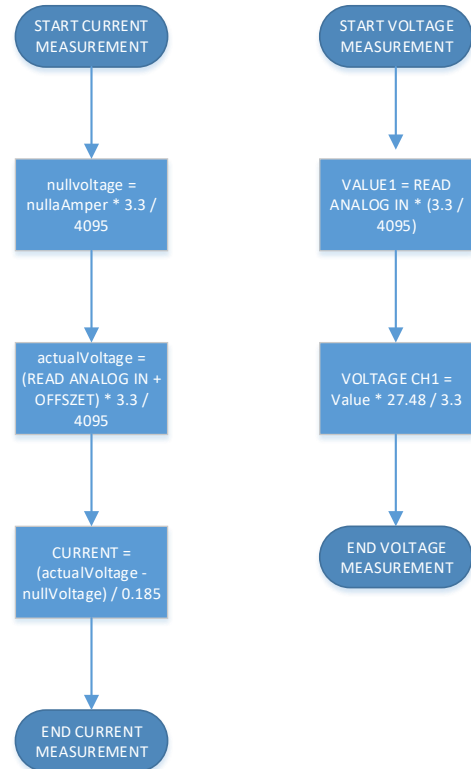 START CURRENT
MEASUREMENT
nullvoltage =
nullaAmper * 3.3 /
4095
actualVoltage =
(READ ANALOG IN +
OFFSZET) * 3.3 /
4095
CURRENT =
(actualVoltage -
nullVoltage) / 0.185
END CURRENT
MEASUREMENT
START VOLTAGE
MEASUREMENT
VALUE1 = READ
ANALOG IN * (3.3 /
4095)
VOLTAGE CH1 =
Value * 27.48 / 3.3
END VOLTAGE
MEASUREMENT